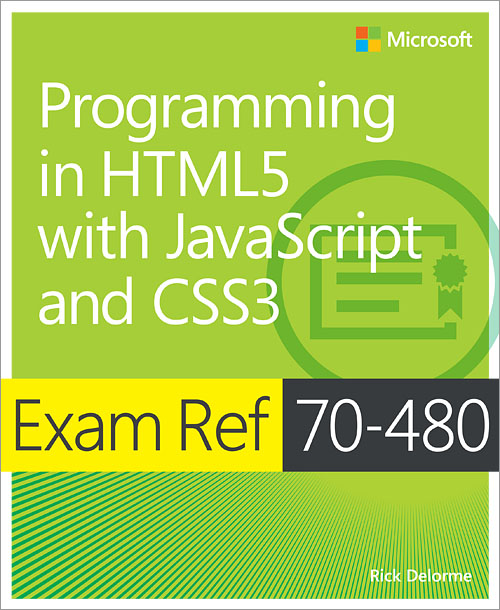 Microsoft
Programming
in HTML5
with JavaScript
and CSS3
Exam Ref 70-480
Rick Delorme